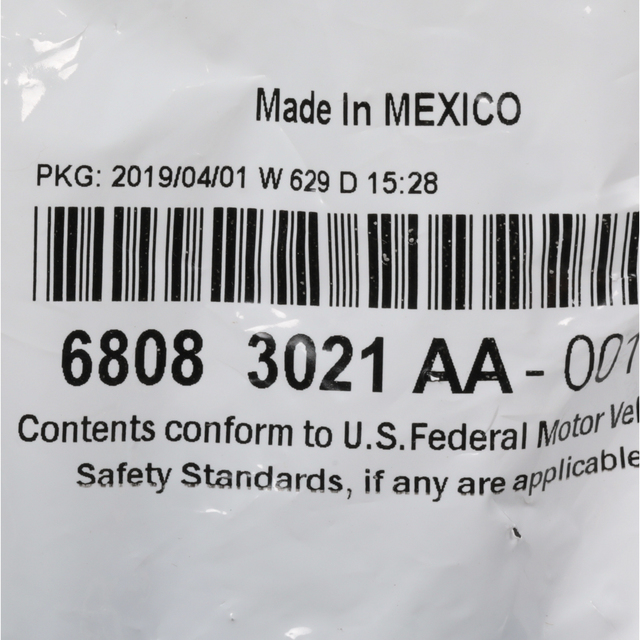 Made In MEXICO
PKG: 2019/04/01 W 629 D 15:28
6808 3021 AA - 001
Contents conform to U.S. Federal Motor
Safety Standards, if any are applicable